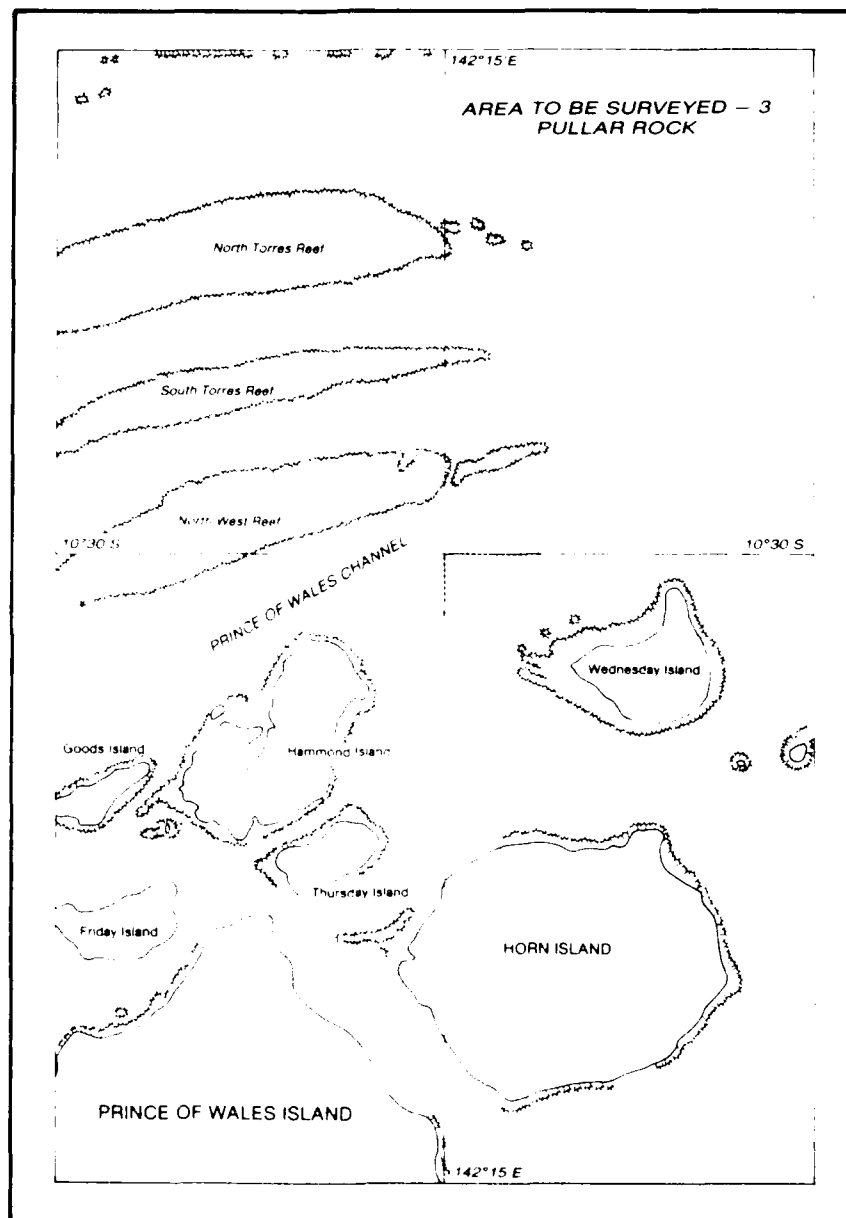 142°15'E
AREA TO BE SURVEYED – 3
PULLAR ROCK
North Torres Reef
South Torres Reef
North West Reef
10°30 S
10°30 S
PRINCE OF WALES CHANNEL
Wednesday Island
Goods Island
Hammond Island
Thursday Island
Friday Island
HORN ISLAND
PRINCE OF WALES ISLAND
142°15 E